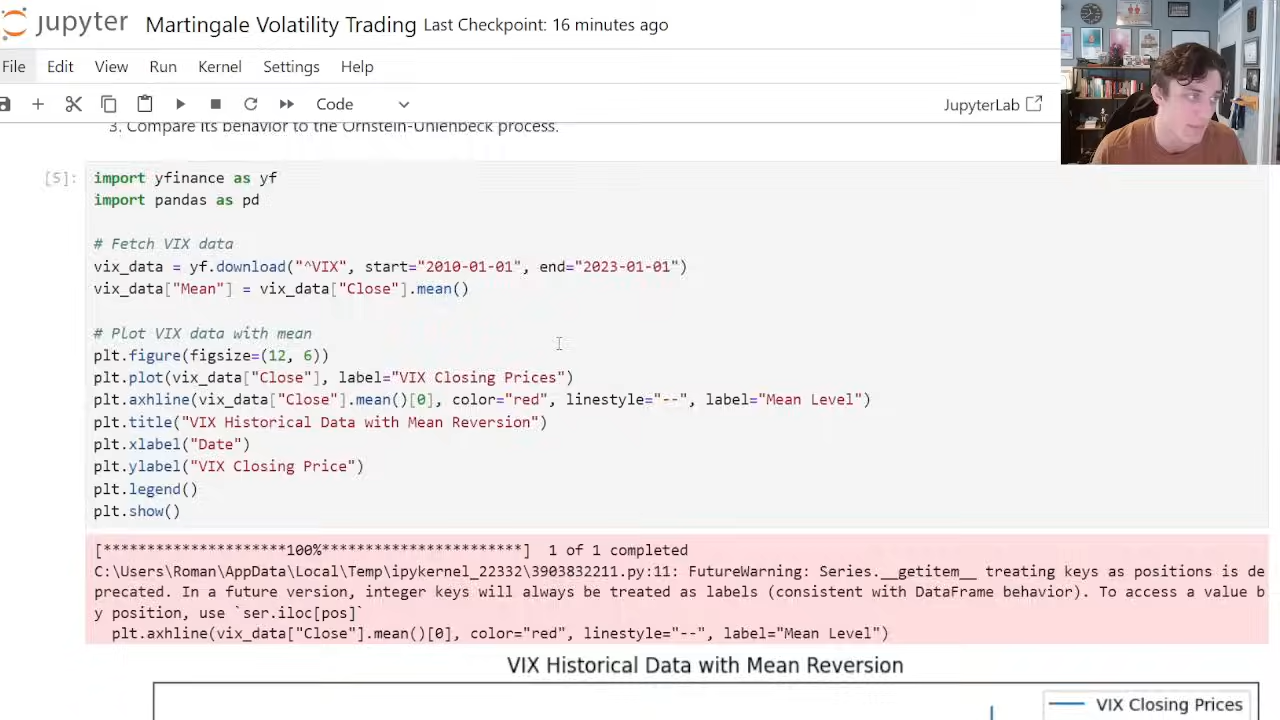 jupyter Martingale Volatility Trading Last Checkpoint: 16 minutes ago
File Edit View Run Kernel Settings Help
Code JupyterLab
3. Compare its behavior to the Ornstein-Uhlenbeck process.
[5]: import yfinance as yf
import pandas as pd
# Fetch VIX data
vix_data = yf.download("^VIX", start="2010-01-01", end="2023-01-01")
vix_data["Mean"] = vix_data["Close"].mean()
# Plot VIX data with mean
plt.figure(figsize=(12, 6))
plt.plot(vix_data["Close"], label="VIX Closing Prices")
plt.axhline(vix_data["Close"].mean()[0], color="red", linestyle="--", label="Mean Level")
plt.title("VIX Historical Data with Mean Reversion")
plt.xlabel("Date")
plt.ylabel("VIX Closing Price")
plt.legend()
plt.show()
[*********************100%***********************] 1 of 1 completed
C:\Users\Roman\AppData\Local\Temp\ipykernel_22332\3903832211.py:11: FutureWarning: Series.__getitem__ treating keys as positions is de
precated. In a future version, integer keys will always be treated as labels (consistent with DataFrame behavior). To access a value b
y position, use `ser.iloc[pos]`
plt.axhline(vix_data["Close"].mean()[0], color="red", linestyle="--", label="Mean Level")
VIX Historical Data with Mean Reversion
VIX Closing Prices